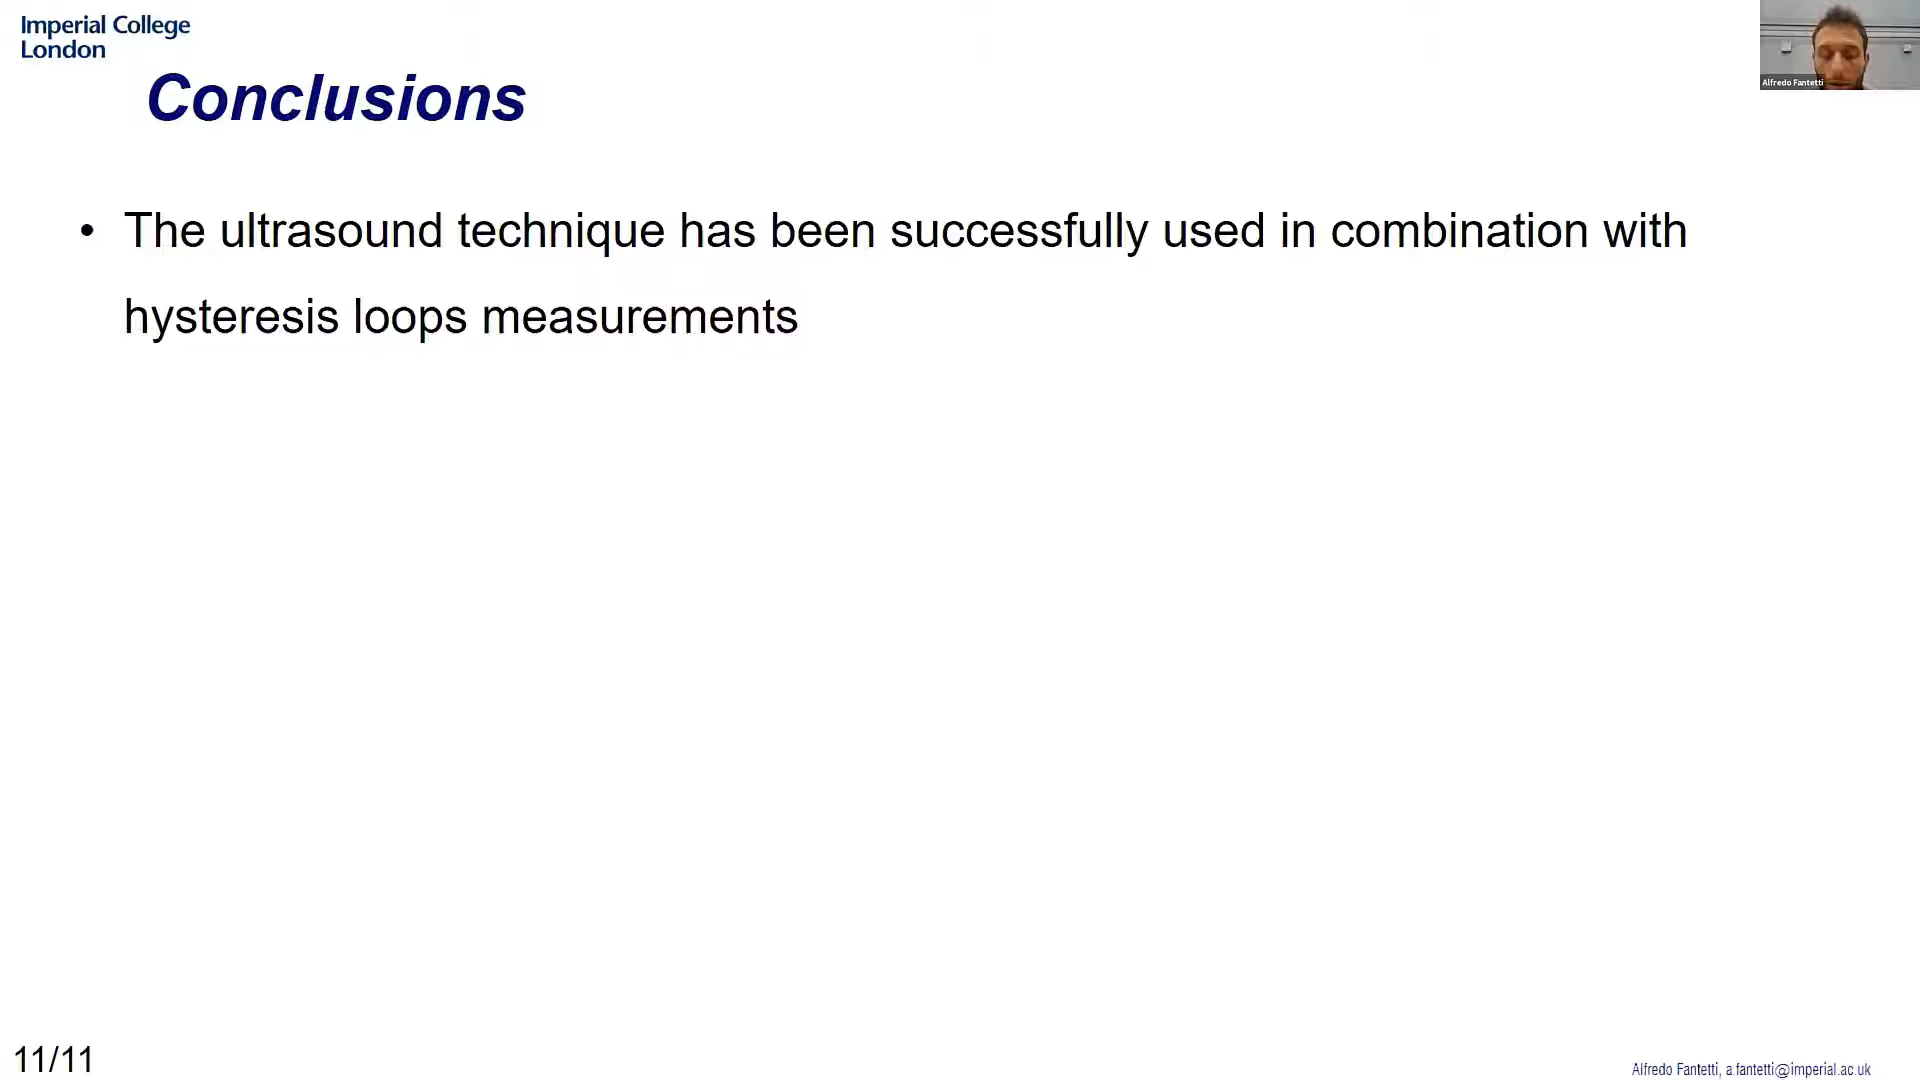 Imperial College
London
Conclusions
Alfredo Fantetti
• The ultrasound technique has been successfully used in combination with
hysteresis loops measurements
11/11
Alfredo Fantetti, a.fantetti@imperial.ac.uk